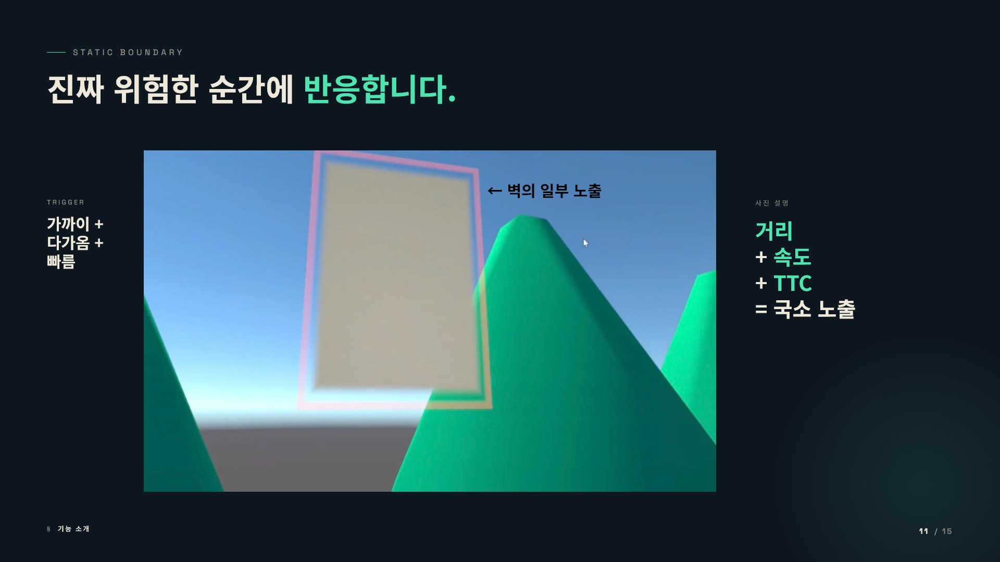 STATIC BOUNDARY
진짜 위험한 순간에 반응합니다.
← 벽의 일부 노출
TRIGGER
가까이 +
다가옴 +
빠름
사진 설명
거리
+ 속도
+ TTC
= 국소 노출
§ 기능 소개
11 / 15